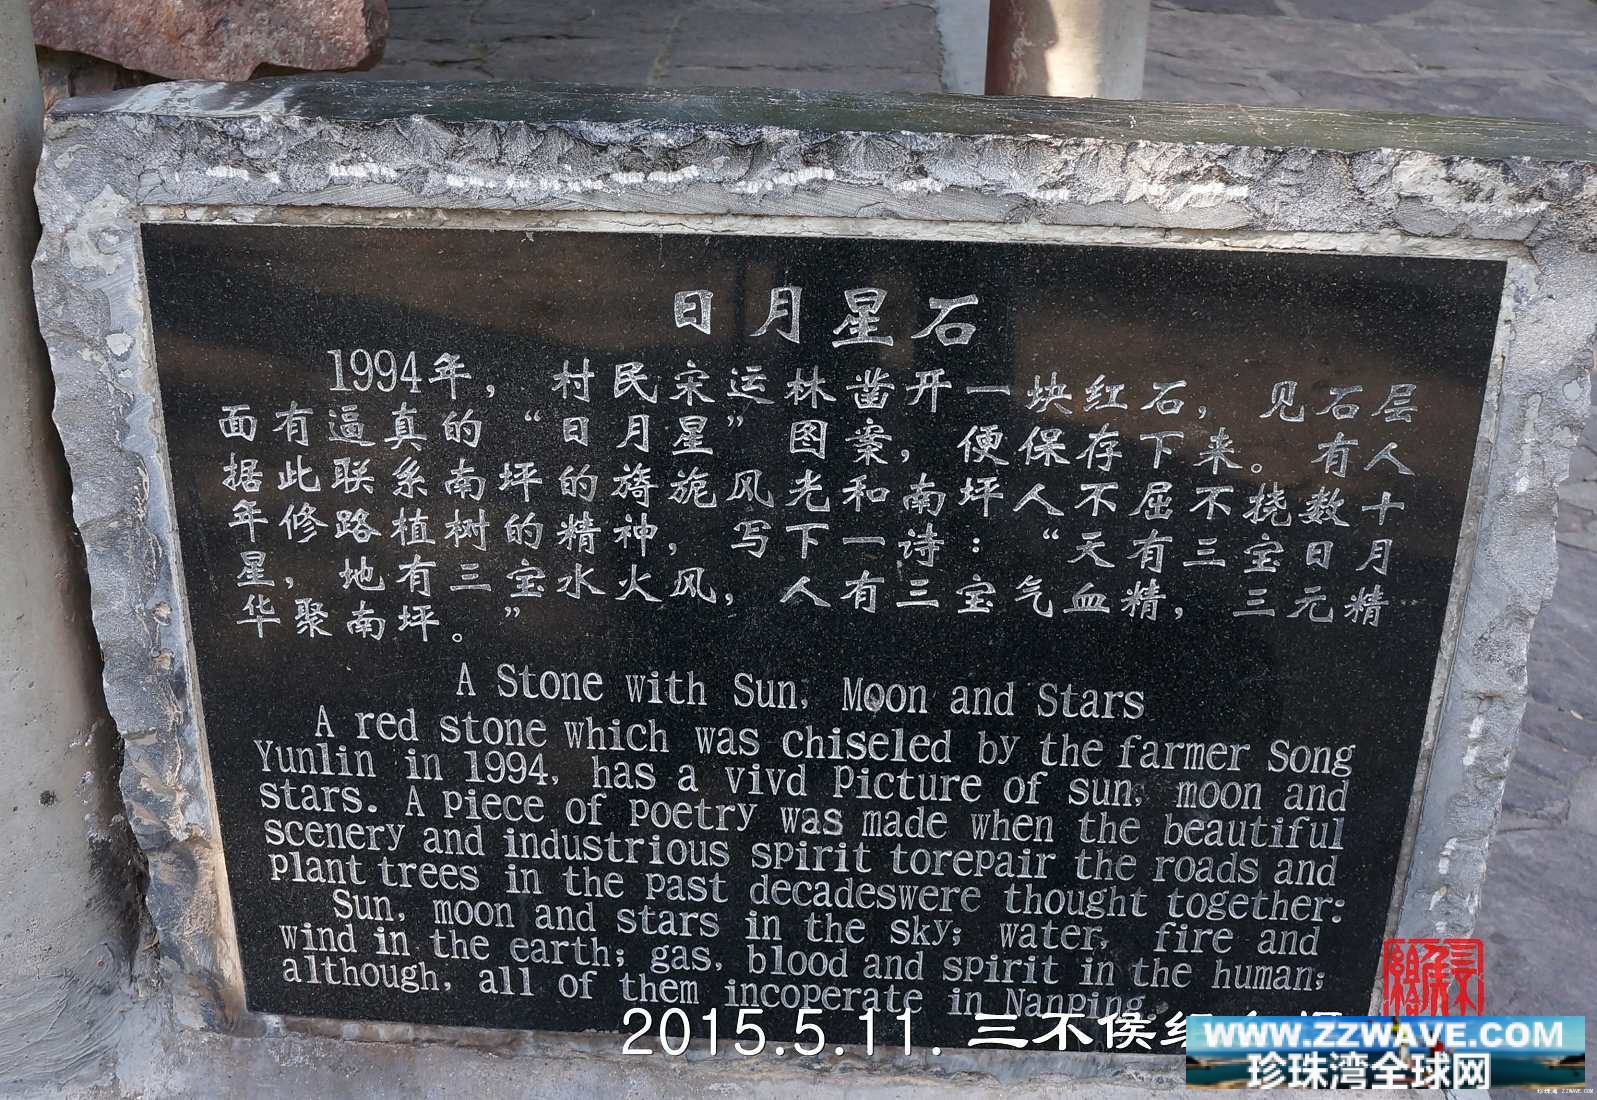 日月星石
1994年，村民宋运林凿开一块红石，见石层
面有逼真的“日月星”图案，便保存下来。有人
据此联系南坪的旖旎风光和南坪人不屈不挠数十
年修路植树的精神，写下一诗：“天有三宝日月
星，地有三宝水火风，人有三宝气血精，三元精
华聚南坪。”
A Stone with Sun, Moon and Stars
A red stone which was chiseled by the farmer Song
Yunlin in 1994, has a vivd picture of sun, moon and
stars. A piece of poetry was made when the beautiful
scenery and industrious spirit torepair the roads and
plant trees in the past decadeswere thought together:
Sun, moon and stars in the sky; water, fire and
wind in the earth; gas, blood and spirit in the human;
although, all of them incoperate in Nanping.
2015.5.11. 三不侯
WWW.ZZWAVE.COM
珍珠湾全球网
珍珠湾 ZZWAVE.COM